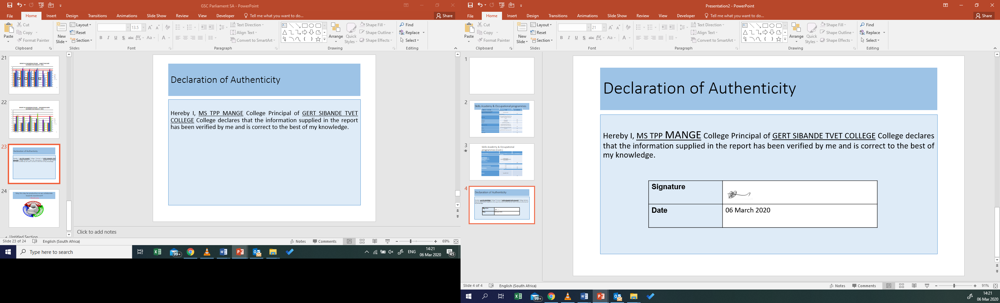 GSC Parliament SA - PowerPoint
File Home Insert Design Transitions Animations Slide Show Review View Developer Tell me what you want to do... Share
Paste
Cut
Copy
Format Painter
Clipboard
New Slide
Layout
Reset
Section
Slides
13.5
B I U S abc AV Aa A
Font
Text Direction
Align Text
Convert to SmartArt
Paragraph
Arrange
Quick Styles
Shape Fill
Shape Outline
Shape Effects
Drawing
Find
Replace
Select
Editing
21
22
23
Declaration of Authenticity
24
May this day be productive as we collaborate
towards excellence!!!
Untitled Section
Declaration of Authenticity
Hereby I, MS TPP MANGE College Principal of GERT SIBANDE TVET
COLLEGE College declares that the information supplied in the report
has been verified by me and is correct to the best of my knowledge.
Click to add notes
Slide 23 of 24 English (South Africa) Notes Comments 69%
Type here to search
99+
ENG
14:21
06 Mar 2020
45
Presentation2 - PowerPoint
File Home Insert Design Transitions Animations Slide Show Review View Developer Tell me what you want to do... Share
Paste
Cut
Copy
Format Painter
Clipboard
New Slide
Layout
Reset
Section
Slides
21
B I U S abc AV Aa A
Font
Text Direction
Align Text
Convert to SmartArt
Paragraph
Arrange
Quick Styles
Shape Fill
Shape Outline
Shape Effects
Drawing
Find
Replace
Select
Editing
1
2
Skills Academy & Occupational programmes
3
Skills Academy & Occupational
programmes (Cont.)
4
Declaration of Authenticity
Signature
Declaration of Authenticity
Hereby I, MS TPP MANGE College Principal of GERT SIBANDE TVET COLLEGE College declares
that the information supplied in the report has been verified by me and is correct to the best of
my knowledge.
Signature
Date 06 March 2020
Slide 4 of 4 English (South Africa) Notes Comments 91%
99+
14:21
06 Mar 2020